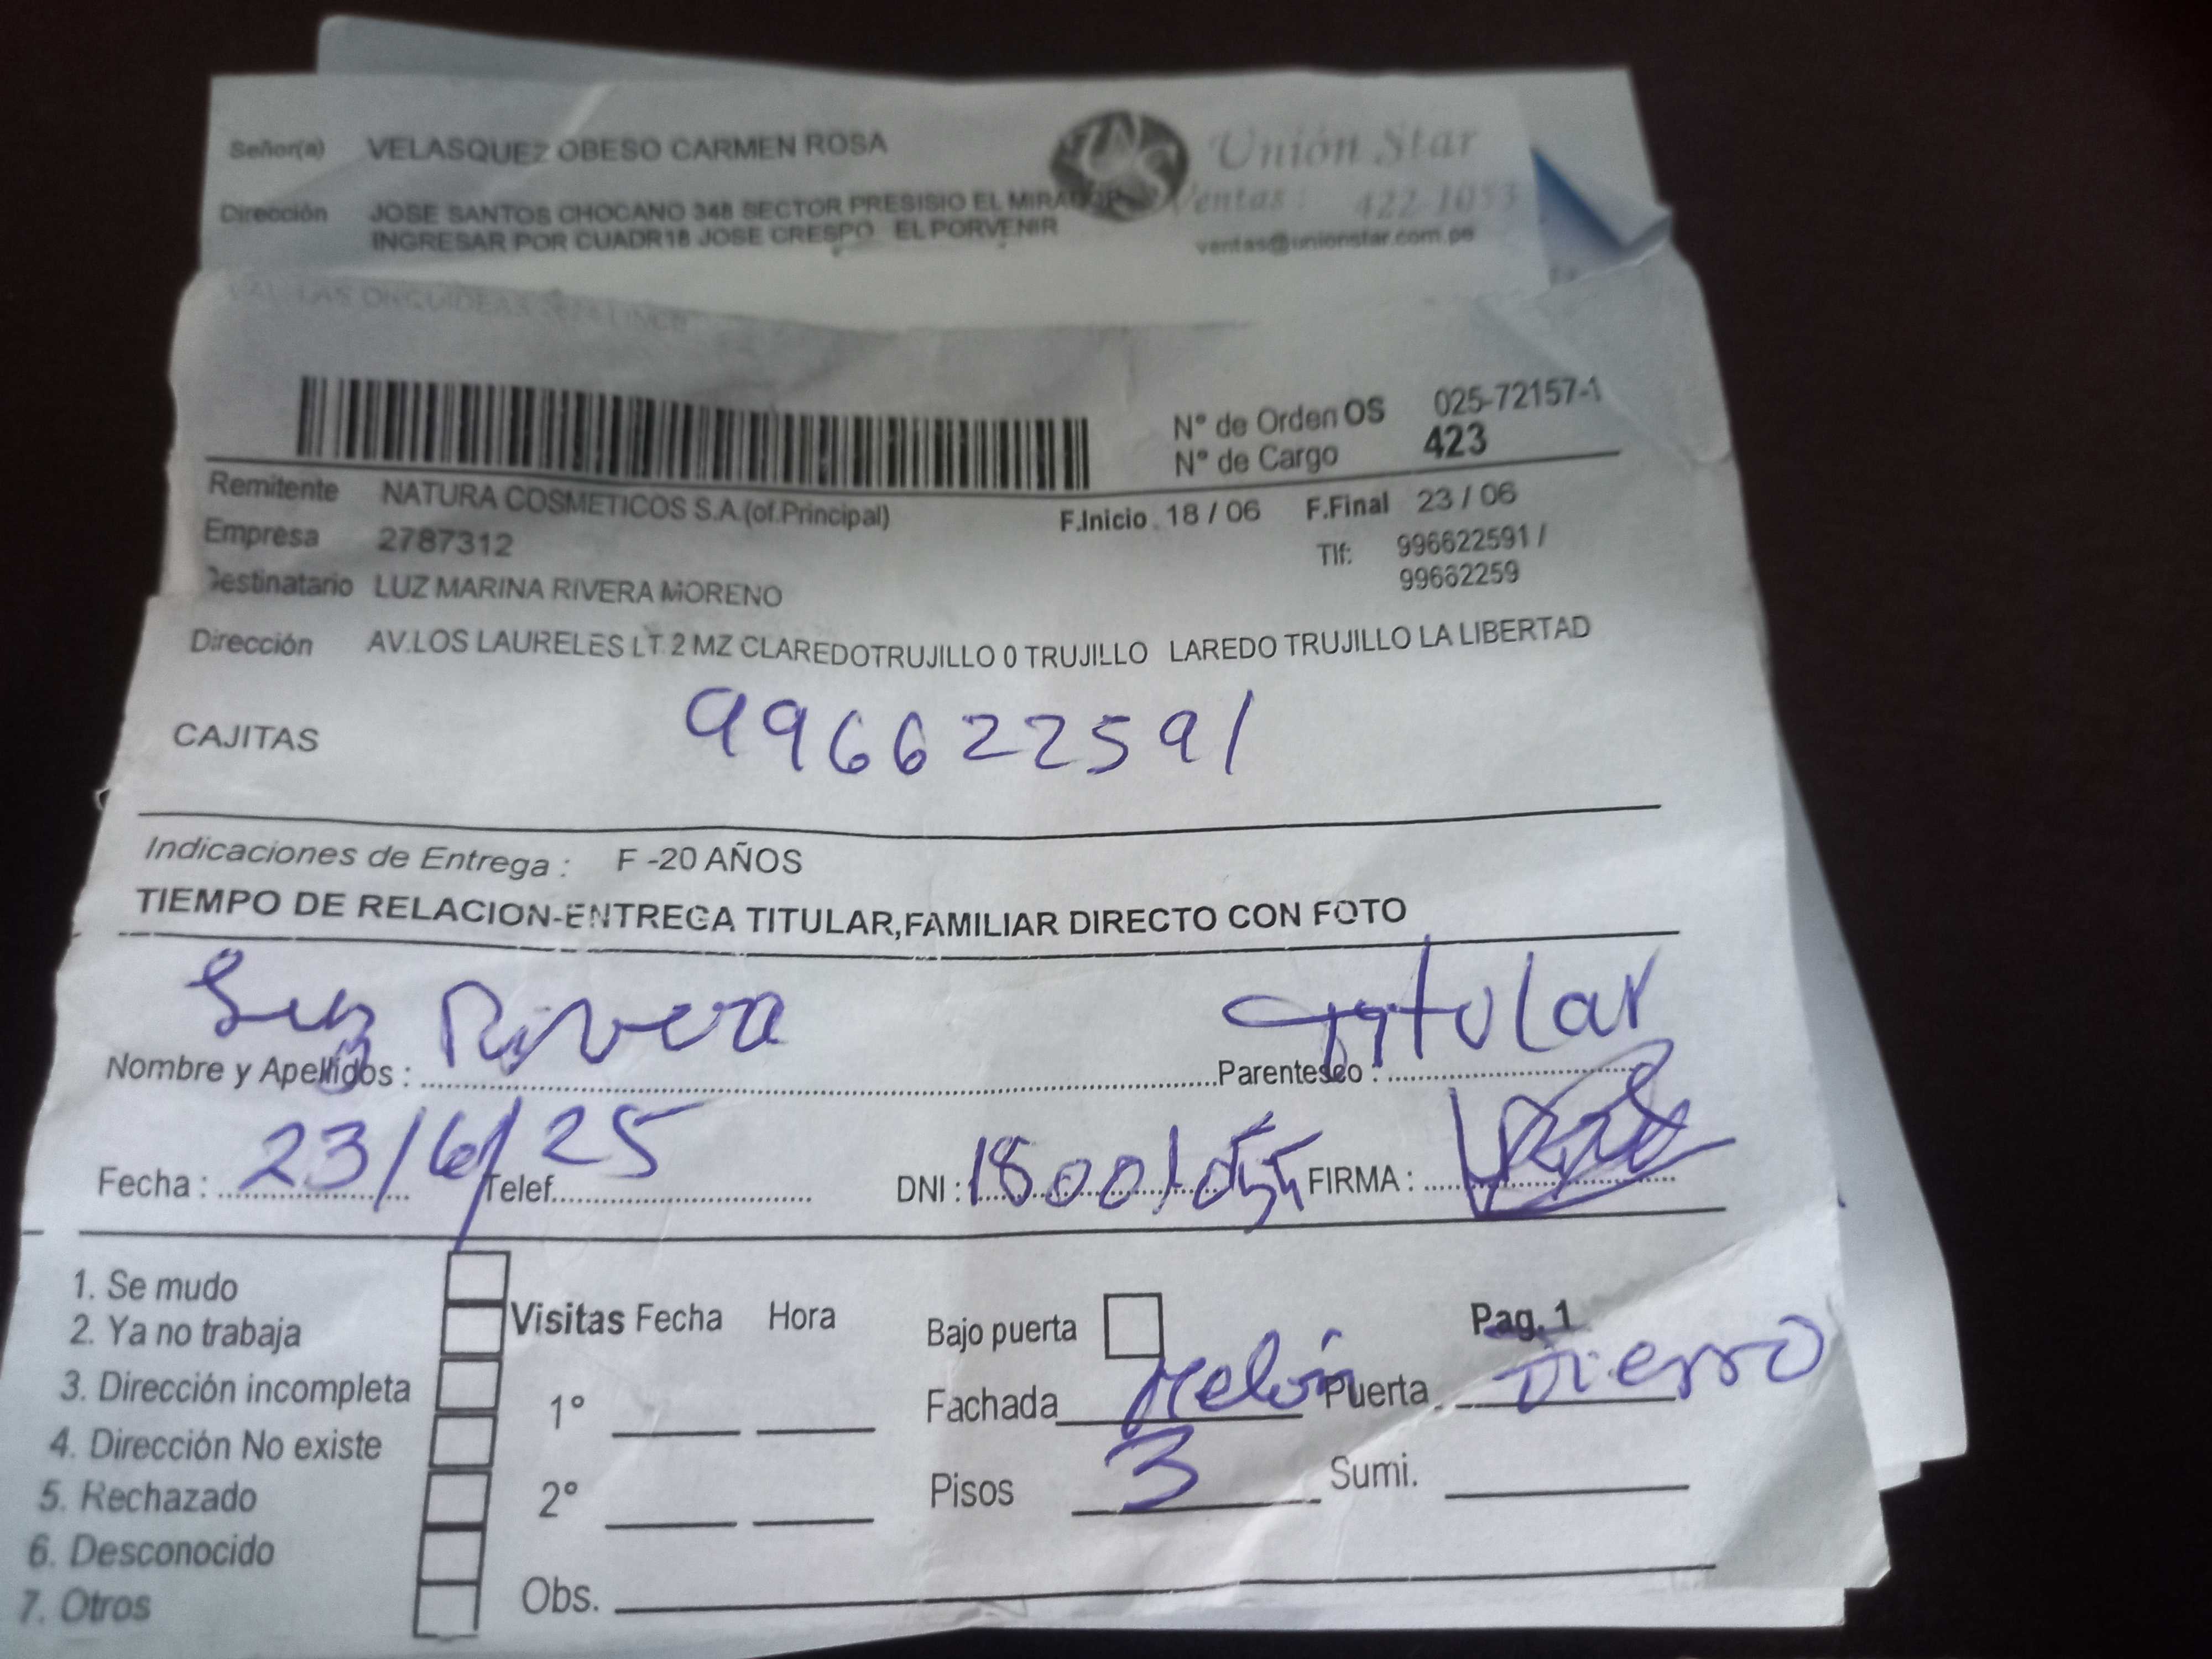 Señor(a) VELASQUEZ OBESO CARMEN ROSA
Unión Star
Dirección JOSE SANTOS CHOCANO 348 SECTOR PRESISIO EL MIRADOR
Ventas : 422-1053
INGRESAR POR CUADR18 JOSE CRESPO EL PORVENIR
ventas@unionstar.com.pe
N° de Orden OS 025-72157-1
N° de Cargo 423
Remitente NATURA COSMETICOS S.A.(of.Principal)
F.Inicio 18 / 06 F.Final 23 / 06
Empresa 2787312
Tlf: 996622591 /
99662259
Destinatario LUZ MARINA RIVERA MORENO
Dirección AV.LOS LAURELES LT.2 MZ CLAREDOTRUJILLO 0 TRUJILLO LAREDO TRUJILLO LA LIBERTAD
CAJITAS 996622591
Indicaciones de Entrega : F -20 AÑOS
TIEMPO DE RELACION-ENTREGA TITULAR,FAMILIAR DIRECTO CON FOTO
Nombre y Apellidos : Luz Rivera Parentesco : Titular
Fecha : 23/6/25 Telef. DNI : FIRMA :
1. Se mudo
2. Ya no trabaja
3. Dirección incompleta
4. Dirección No existe
5. Rechazado
6. Desconocido
7. Otros
Visitas Fecha Hora
1°
2°
Obs.
Bajo puerta Pag. 1
Fachada Melón Puerta Fierro
Pisos 3 Sumi.